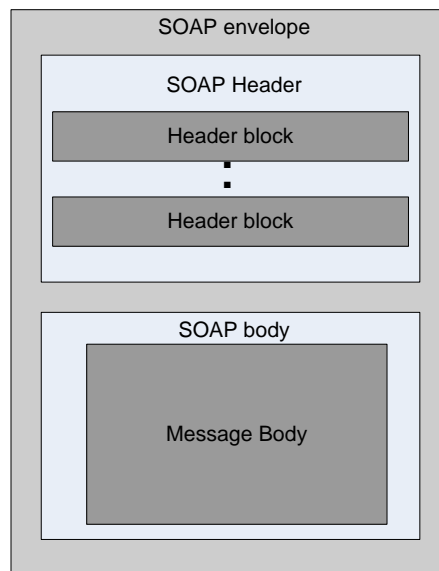 SOAP envelope
SOAP Header
Header block
Header block
SOAP body
Message Body